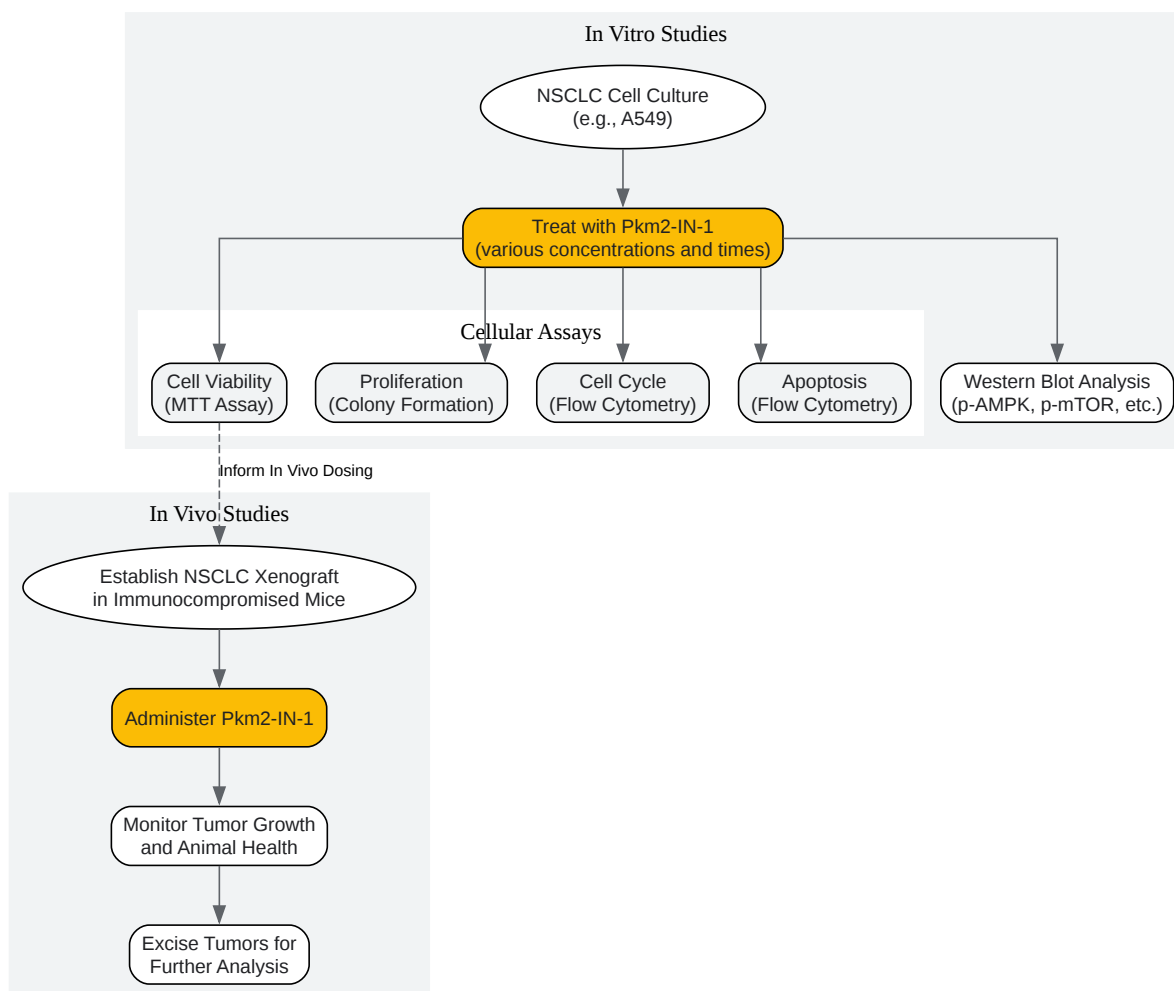 In Vitro Studies
NSCLC Cell Culture
(e.g., A549)
Treat with Pkm2-IN-1
(various concentrations and times)
Cellular Assays
Cell Viability
(MTT Assay)
Proliferation
(Colony Formation)
Cell Cycle
(Flow Cytometry)
Apoptosis
(Flow Cytometry)
Western Blot Analysis
(p-AMPK, p-mTOR, etc.)
Inform In Vivo Dosing
In Vivo Studies
Establish NSCLC Xenograft
in Immunocompromised Mice
Administer Pkm2-IN-1
Monitor Tumor Growth
and Animal Health
Excise Tumors for
Further Analysis